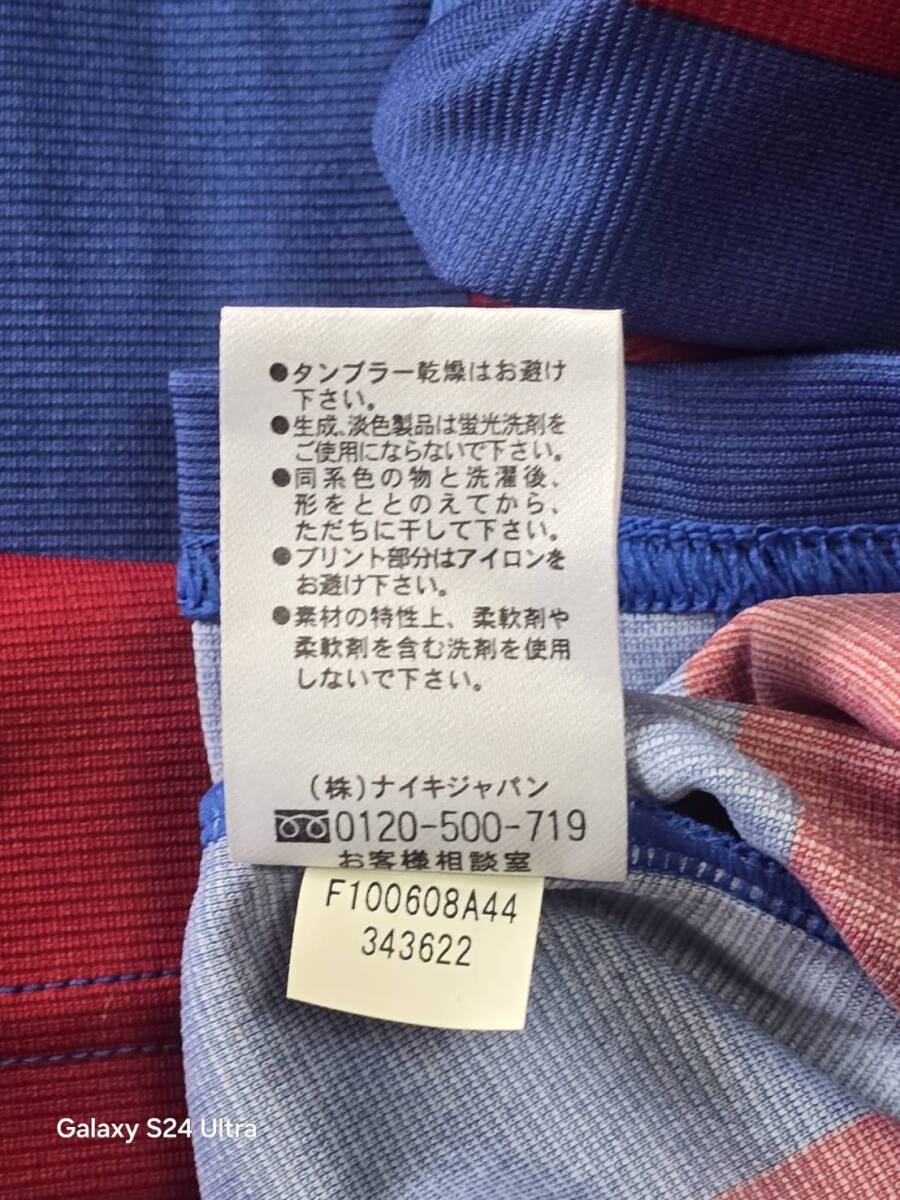 ●タンブラー乾燥はお避け
下さい。
●生成、淡色製品は蛍光洗剤を
ご使用にならないで下さい。
●同系色の物と洗濯後、
形をととのえてから、
ただちに干して下さい。
●プリント部分はアイロンを
お避け下さい。
●素材の特性上、柔軟剤や
柔軟剤を含む洗剤を使用
しないで下さい。
(株)ナイキジャパン
0120-500-719
お客様相談室
F100608A44
343622
Galaxy S24 Ultra